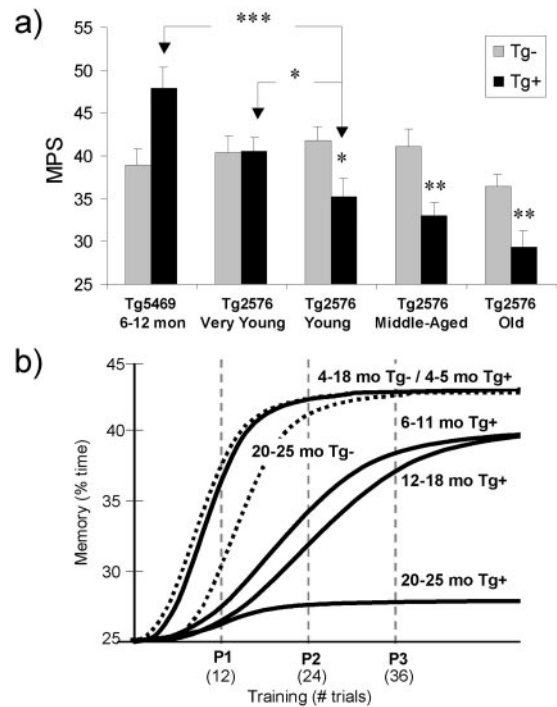 a)
***
*
*
**
**
Tg-
Tg+
MPS
55
50
45
40
35
30
25
Tg5469 Tg2576 Tg2576 Tg2576 Tg2576
6-12 mon Very Young Young Middle-Aged Old
b)
Memory (% time)
45
40
35
30
25
4-18 mo Tg- / 4-5 mo Tg+
6-11 mo Tg+
20-25 mo Tg-
12-18 mo Tg+
20-25 mo Tg+
P1 P2 P3
(12) (24) (36)
Training (# trials)